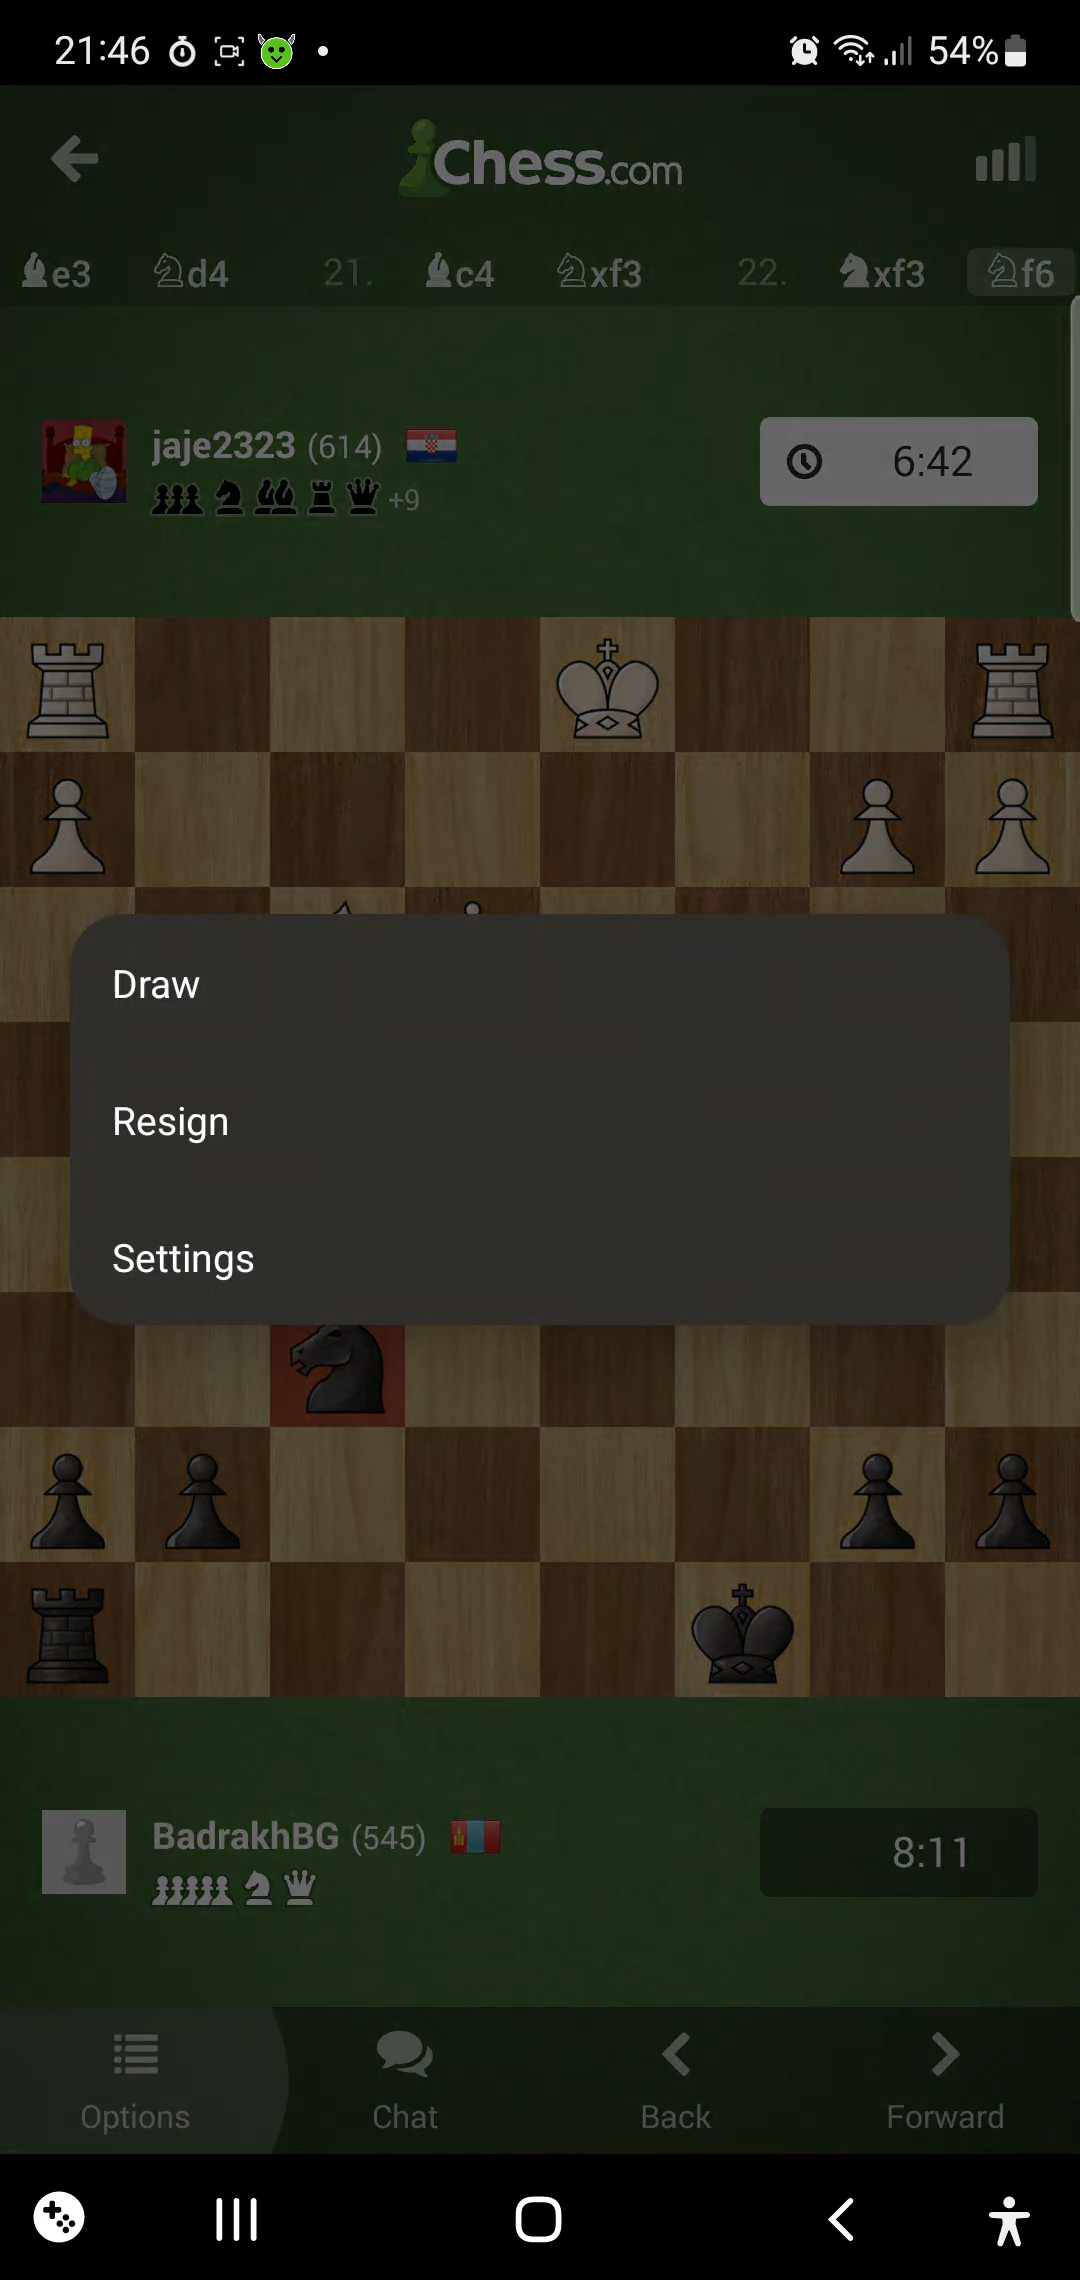 21:46
54%
Chess.com
e3 d4 21. c4 xf3 22. xf3 f6
jaje2323 (614)
+9
6:42
Draw
Resign
Settings
BadrakhBG (545)
8:11
Options Chat Back Forward